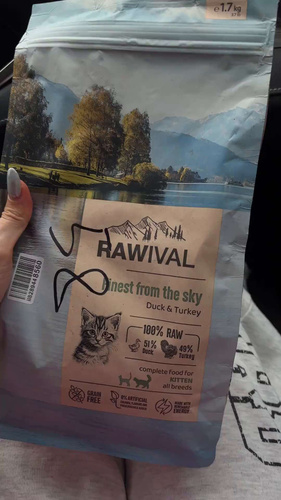 e 1.7 kg
85
RAWIVAL
finest from the sky
Duck & Turkey
100% RAW
51% Duck
49% Turkey
complete food for
KITTEN
all breeds
GRAIN
FREE